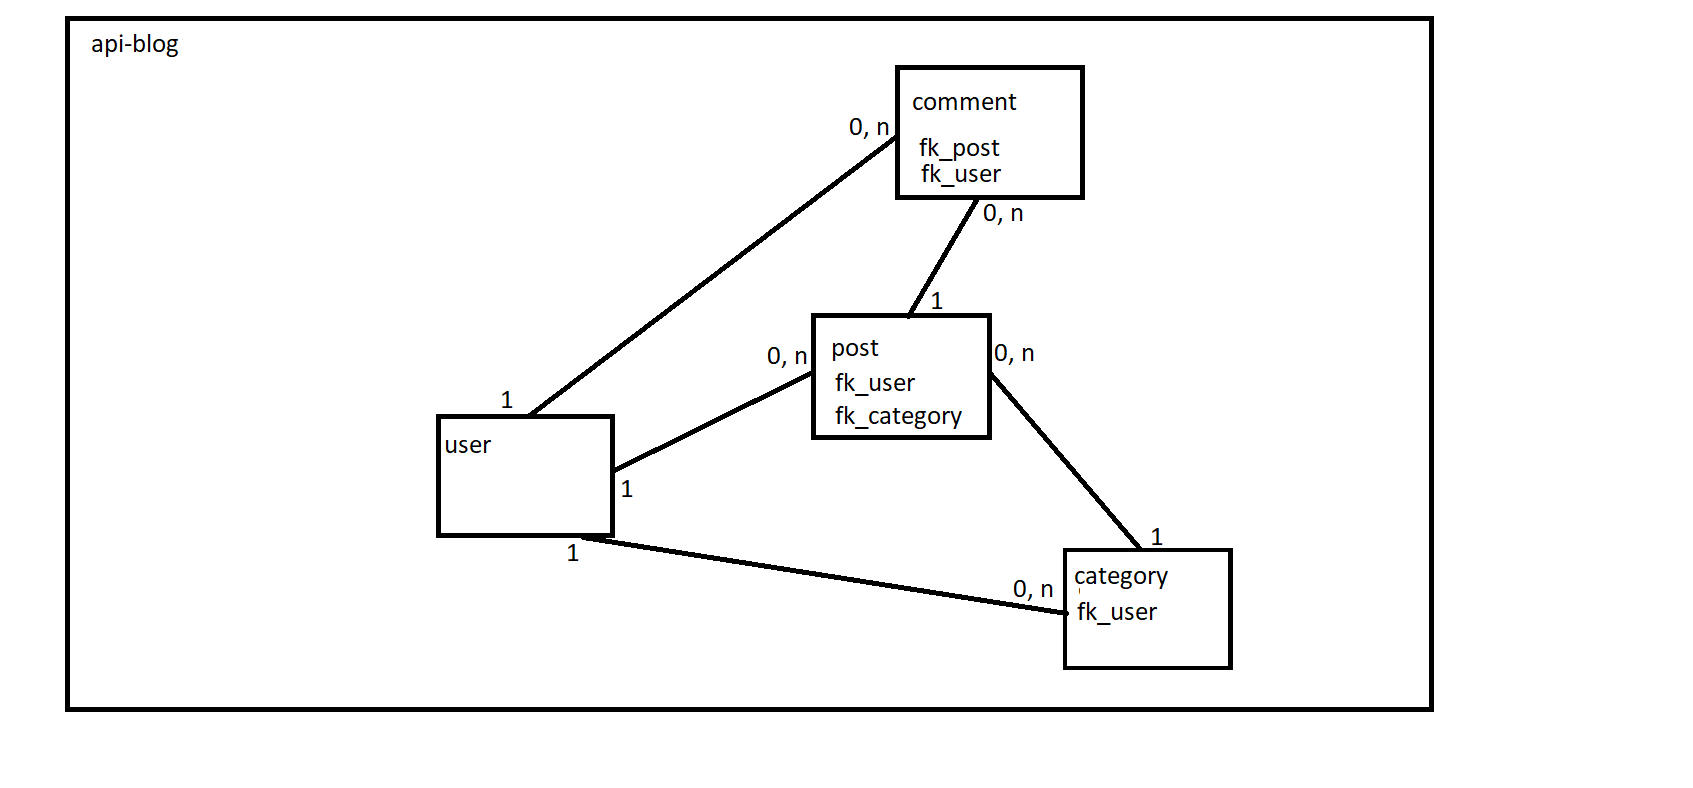 api-blog
comment
0, n
fk_post
fk_user
0, n
1
post
0, n
0, n
fk_user
fk_category
1
user
1
1
1
category
0, n
fk_user